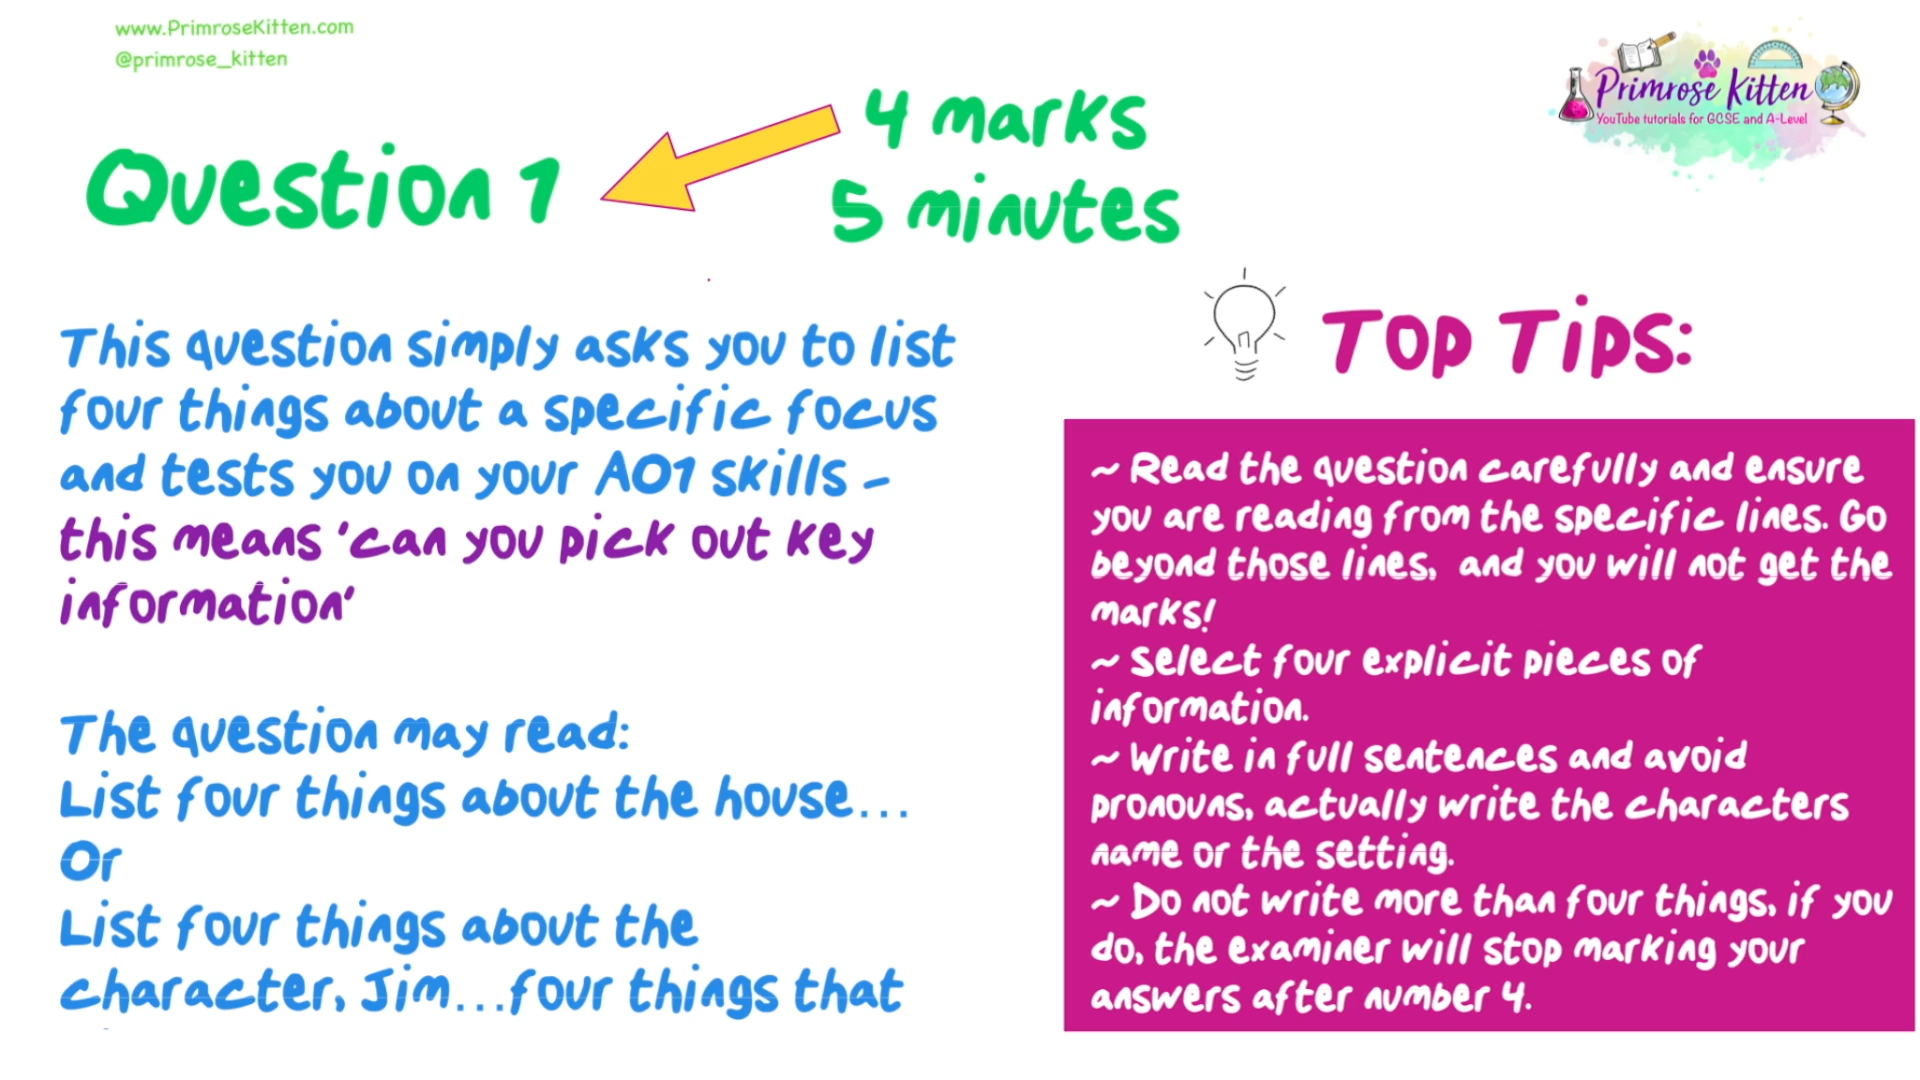 www.PrimroseKitten.com
@primrose_kitten
Primrose Kitten
YouTube tutorials for GCSE and A-Level
4 marks
5 minutes
Question 1
This question simply asks you to list
four things about a specific focus
and tests you on your AO1 skills -
this means 'can you pick out key
information'
The question may read:
List four things about the house...
Or
List four things about the
character, Jim...four things that
Top Tips:
~ Read the question carefully and ensure
you are reading from the specific lines. Go
beyond those lines, and you will not get the
marks!
~ Select four explicit pieces of
information.
~ Write in full sentences and avoid
pronouns, actually write the characters
name or the setting.
~ Do not write more than four things, if you
do, the examiner will stop marking your
answers after number 4.